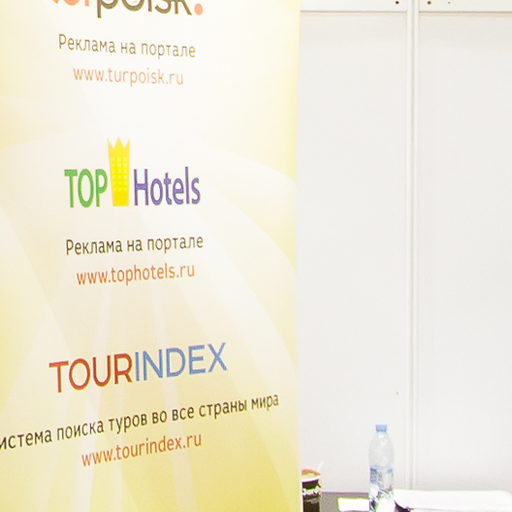 turpoisk.
Реклама на портале
www.turpoisk.ru
TOP Hotels
Реклама на портале
www.tophotels.ru
TOURINDEX
истема поиска туров во все страны мира
www.tourindex.ru